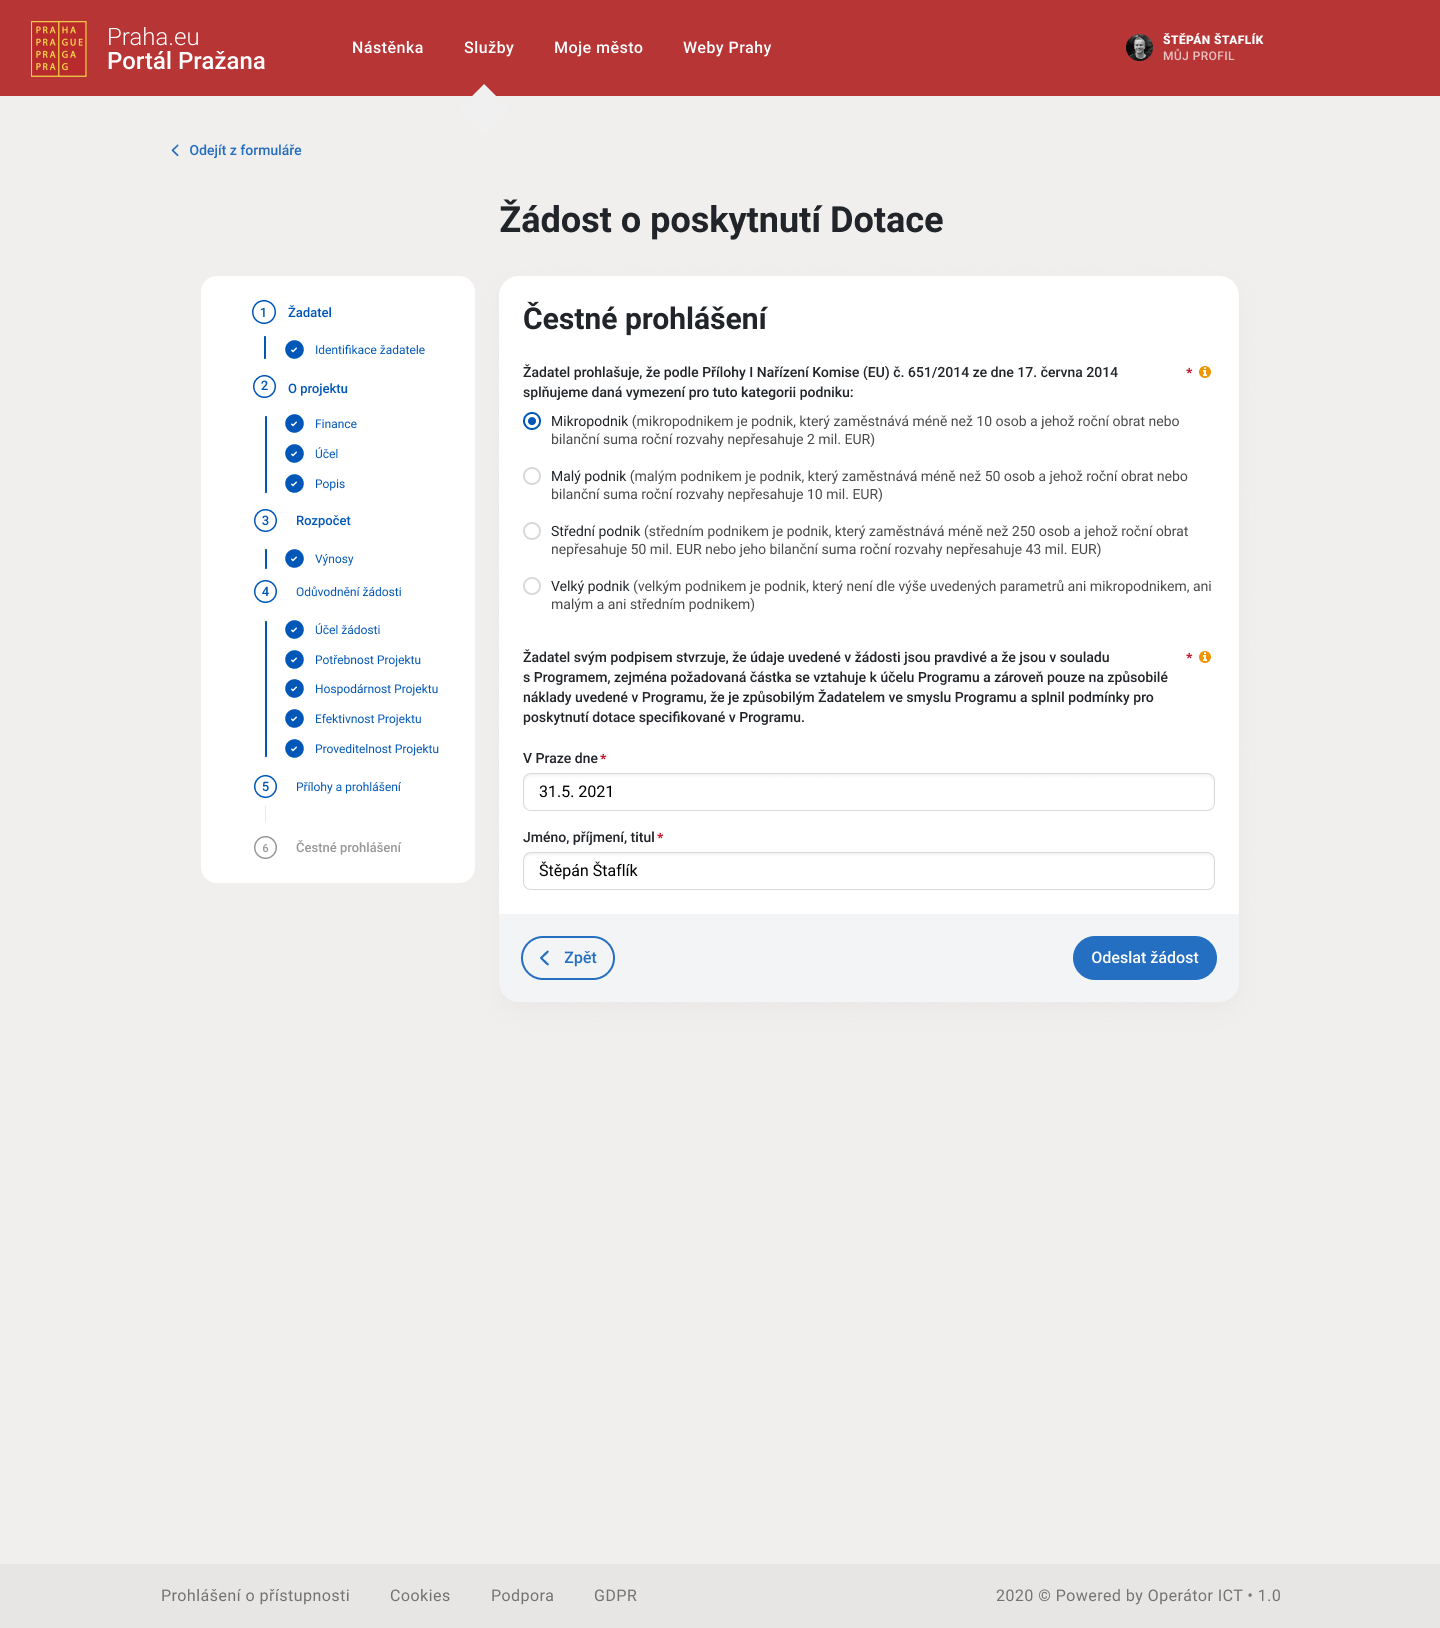 PRAHA
PRAGUE
PRAGA
PRAG
Praha.eu
Portál Pražana
Nástěnka
Služby
Moje město
Weby Prahy
ŠTĚPÁN ŠTAFLÍK
MŮJ PROFIL
Odejít z formuláře
Žádost o poskytnutí Dotace
1 Žadatel
Identifikace žadatele
2 O projektu
Finance
Účel
Popis
3 Rozpočet
Výnosy
4 Odůvodnění žádosti
Účel žádosti
Potřebnost Projektu
Hospodárnost Projektu
Efektivnost Projektu
Proveditelnost Projektu
5 Přílohy a prohlášení
6 Čestné prohlášení
Čestné prohlášení
Žadatel prohlašuje, že podle Přílohy I Nařízení Komise (EU) č. 651/2014 ze dne 17. června 2014 *
splňujeme daná vymezení pro tuto kategorii podniku:
Mikropodnik (mikropodnikem je podnik, který zaměstnává méně než 10 osob a jehož roční obrat nebo
bilanční suma roční rozvahy nepřesahuje 2 mil. EUR)
Malý podnik (malým podnikem je podnik, který zaměstnává méně než 50 osob a jehož roční obrat nebo
bilanční suma roční rozvahy nepřesahuje 10 mil. EUR)
Střední podnik (středním podnikem je podnik, který zaměstnává méně než 250 osob a jehož roční obrat
nepřesahuje 50 mil. EUR nebo jeho bilanční suma roční rozvahy nepřesahuje 43 mil. EUR)
Velký podnik (velkým podnikem je podnik, který není dle výše uvedených parametrů ani mikropodnikem, ani
malým a ani středním podnikem)
Žadatel svým podpisem stvrzuje, že údaje uvedené v žádosti jsou pravdivé a že jsou v souladu *
s Programem, zejména požadovaná částka se vztahuje k účelu Programu a zároveň pouze na způsobilé
náklady uvedené v Programu, že je způsobilým Žadatelem ve smyslu Programu a splnil podmínky pro
poskytnutí dotace specifikované v Programu.
V Praze dne *
31.5. 2021
Jméno, příjmení, titul *
Štěpán Štaflík
Zpět
Odeslat žádost
Prohlášení o přístupnosti
Cookies
Podpora
GDPR
2020 © Powered by Operátor ICT • 1.0